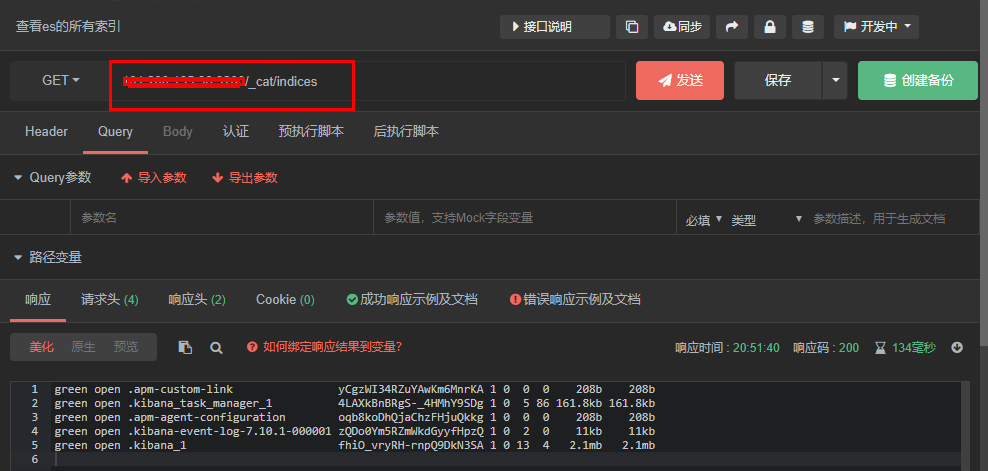 查看es的所有索引
接口说明
同步
开发中
GET
/_cat/indices
发送
保存
创建备份
Header Query Body 认证 预执行脚本 后执行脚本
Query参数 导入参数 导出参数
参数名 参数值，支持Mock字段变量 必填 类型 参数描述，用于生成文档
路径变量
响应 请求头 (4) 响应头 (2) Cookie (0) 成功响应示例及文档 错误响应示例及文档
美化 原生 预览 如何绑定响应结果到变量? 响应时间 : 20:51:40 响应码 : 200 134毫秒
1 green open .apm-custom-link yCgzWI34RZuYAwKm6MnrKA 1 0 0 0 208b 208b
2 green open .kibana_task_manager_1 4LAXkBnBRgS-_4HMhY9SDg 1 0 5 86 161.8kb 161.8kb
3 green open .apm-agent-configuration oqb8koDhQjaChzFHjuQkkg 1 0 0 0 208b 208b
4 green open .kibana-event-log-7.10.1-000001 zQDo0Ym5RZmWkdGyyfHpzQ 1 0 2 0 11kb 11kb
5 green open .kibana_1 fhiO_vryRH-rnpQ9DkN3SA 1 0 13 4 2.1mb 2.1mb
6